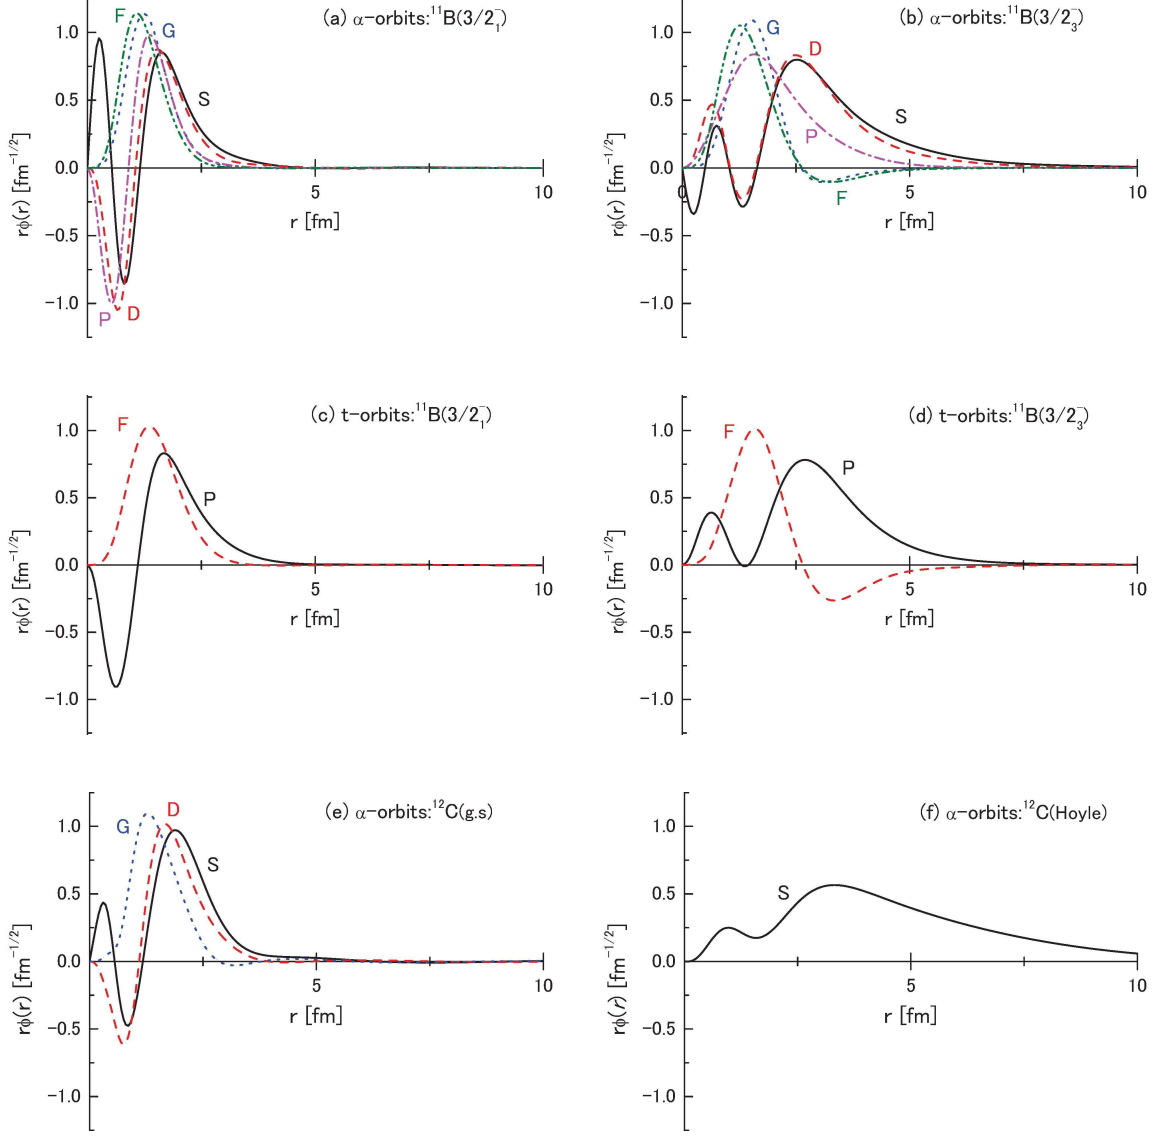 (a) α-orbits:¹¹B(3/2₁⁻)
F
G
S
P
D
1.0
0.5
0.0
-0.5
-1.0
5
10
r [fm]
rϕ(r) [fm⁻¹/²]
(b) α-orbits:¹¹B(3/2₃⁻)
F
G
D
S
P
F
1.0
0.5
0.0
-0.5
-1.0
0
5
10
r [fm]
rϕ(r) [fm⁻¹/²]
(c) t-orbits:¹¹B(3/2₁⁻)
F
P
1.0
0.5
0.0
-0.5
-1.0
5
10
r [fm]
rϕ(r) [fm⁻¹/²]
(d) t-orbits:¹¹B(3/2₃⁻)
F
P
1.0
0.5
0.0
-0.5
-1.0
5
10
r [fm]
rϕ(r) [fm⁻¹/²]
(e) α-orbits:¹²C(g.s)
G
D
S
1.0
0.5
0.0
-0.5
-1.0
5
10
r [fm]
rϕ(r) [fm⁻¹/²]
(f) α-orbits:¹²C(Hoyle)
S
1.0
0.5
0.0
-0.5
-1.0
5
10
r [fm]
rϕ(r) [fm⁻¹/²]